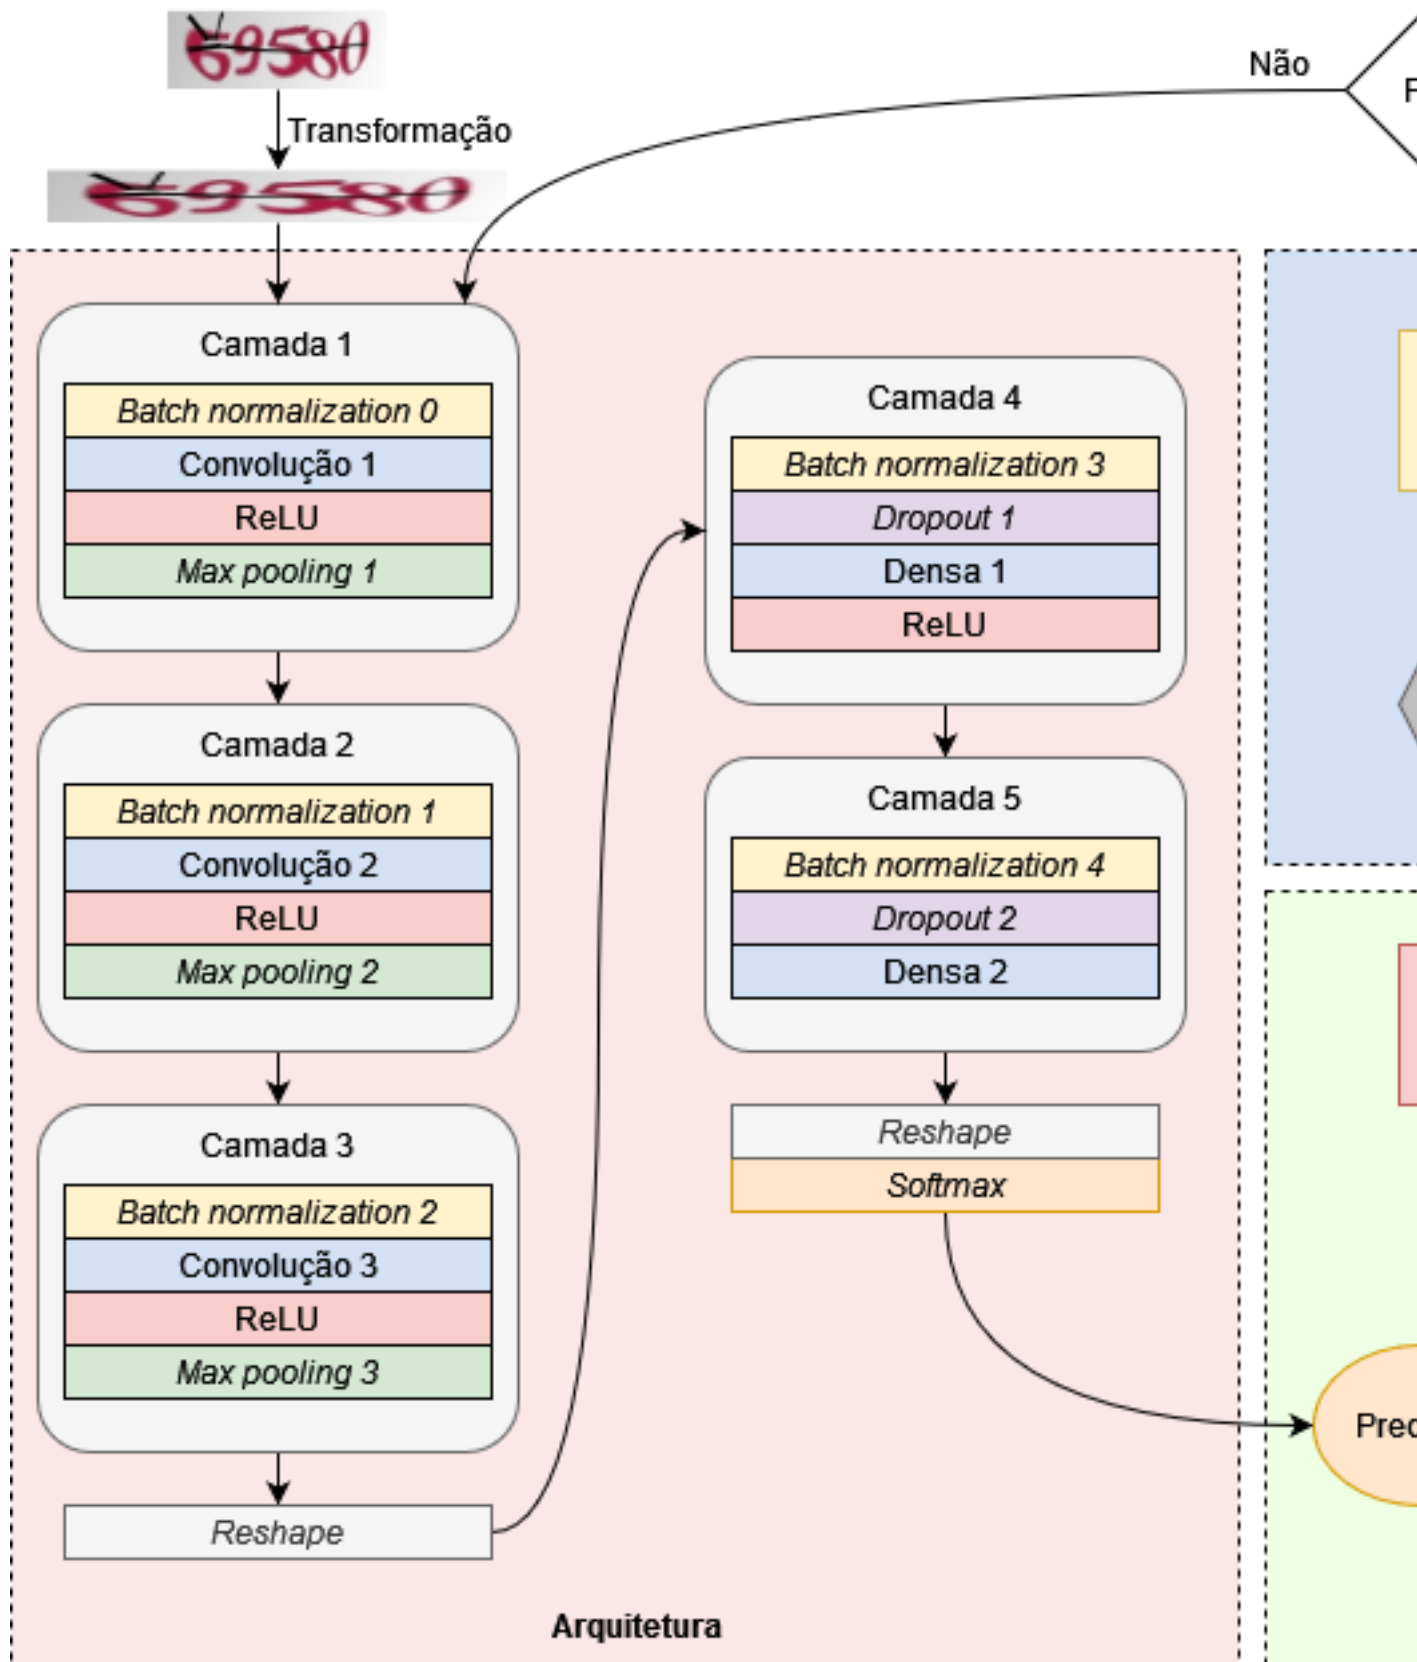 69580
Transformação
69580
Não
Camada 1
Batch normalization 0
Convolução 1
ReLU
Max pooling 1
Camada 2
Batch normalization 1
Convolução 2
ReLU
Max pooling 2
Camada 3
Batch normalization 2
Convolução 3
ReLU
Max pooling 3
Reshape
Camada 4
Batch normalization 3
Dropout 1
Densa 1
ReLU
Camada 5
Batch normalization 4
Dropout 2
Densa 2
Reshape
Softmax
Arquitetura